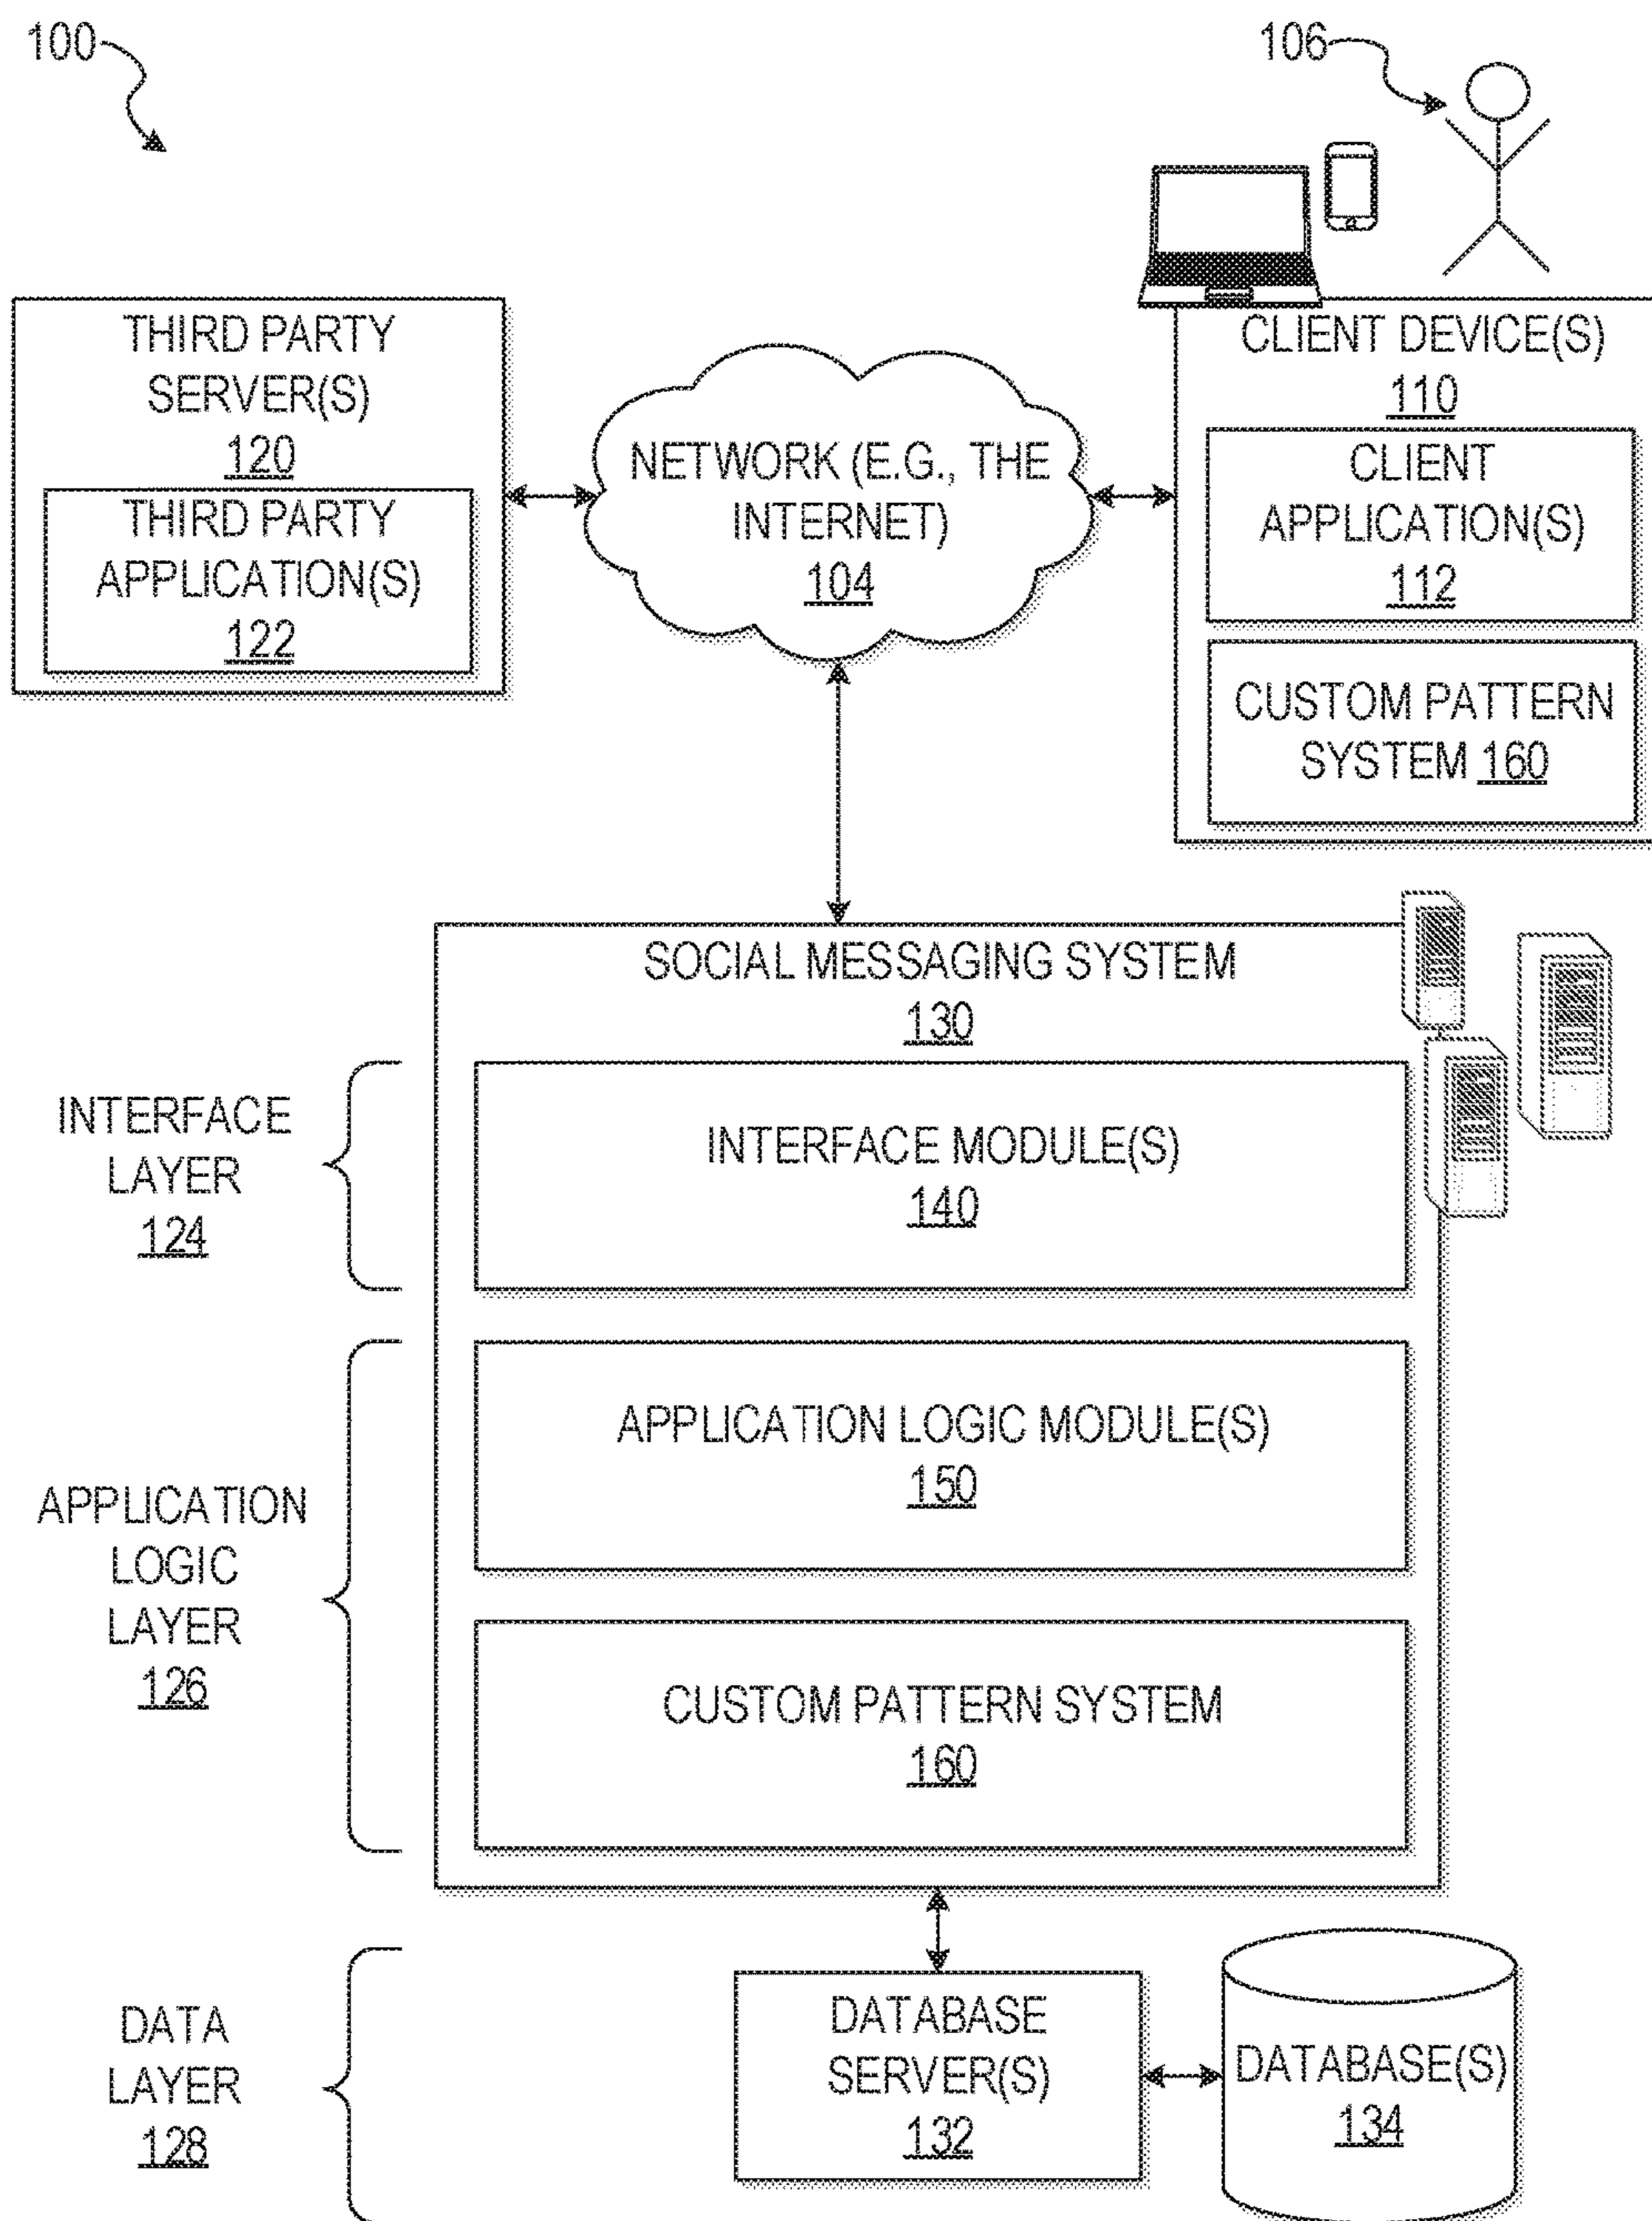 100
106
THIRD PARTY
SERVER(S)
120
THIRD PARTY
APPLICATION(S)
122
NETWORK (E.G., THE
INTERNET)
104
CLIENT DEVICE(S)
110
CLIENT
APPLICATION(S)
112
CUSTOM PATTERN
SYSTEM 160
SOCIAL MESSAGING SYSTEM
130
INTERFACE
LAYER
124
INTERFACE MODULE(S)
140
APPLICATION
LOGIC
LAYER
126
APPLICATION LOGIC MODULE(S)
150
CUSTOM PATTERN SYSTEM
160
DATA
LAYER
128
DATABASE
SERVER(S)
132
DATABASE(S)
134